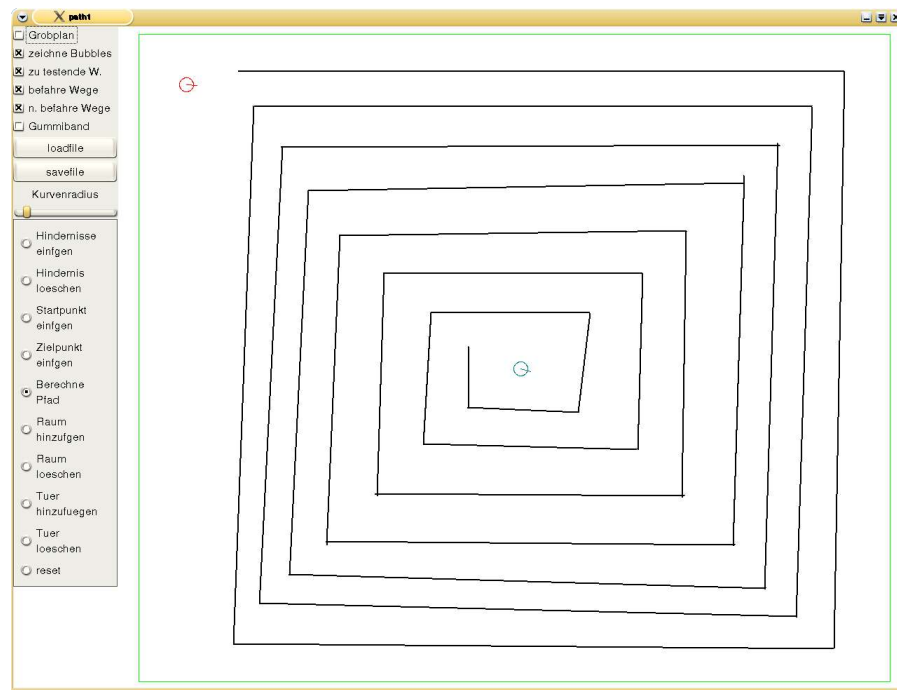 path1
Grobplan
zeichne Bubbles
zu testende W.
befahre Wege
n. befahre Wege
Gummiband
loadfile
savefile
Kurvenradius
Hindernisse
einfgen
Hindernis
loeschen
Startpunkt
einfgen
Zielpunkt
einfgen
Berechne
Pfad
Raum
hinzufgen
Raum
loeschen
Tuer
hinzufuegen
Tuer
loeschen
reset